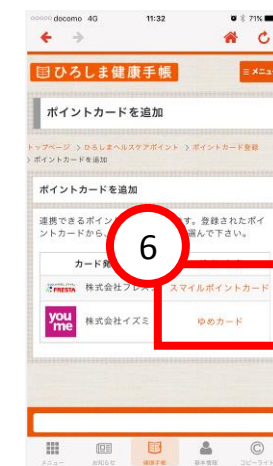 docomo 4G 11:32 71%
ひろしま健康手帳
メニュー
ポイントカードを追加
トップページ > ひろしまヘルスケアポイント > ポイントカード登録
> ポイントカードを追加
ポイントカードを追加
連携できるポイン す。登録されたポイ
ントカードから、 選んで下さい。
6
カード発
FRESTA 株式会社フレスタ スマイルポイントカード
you me 株式会社イズミ ゆめカード
メニュー お知らせ 健康手帳 基本情報 コピーライト